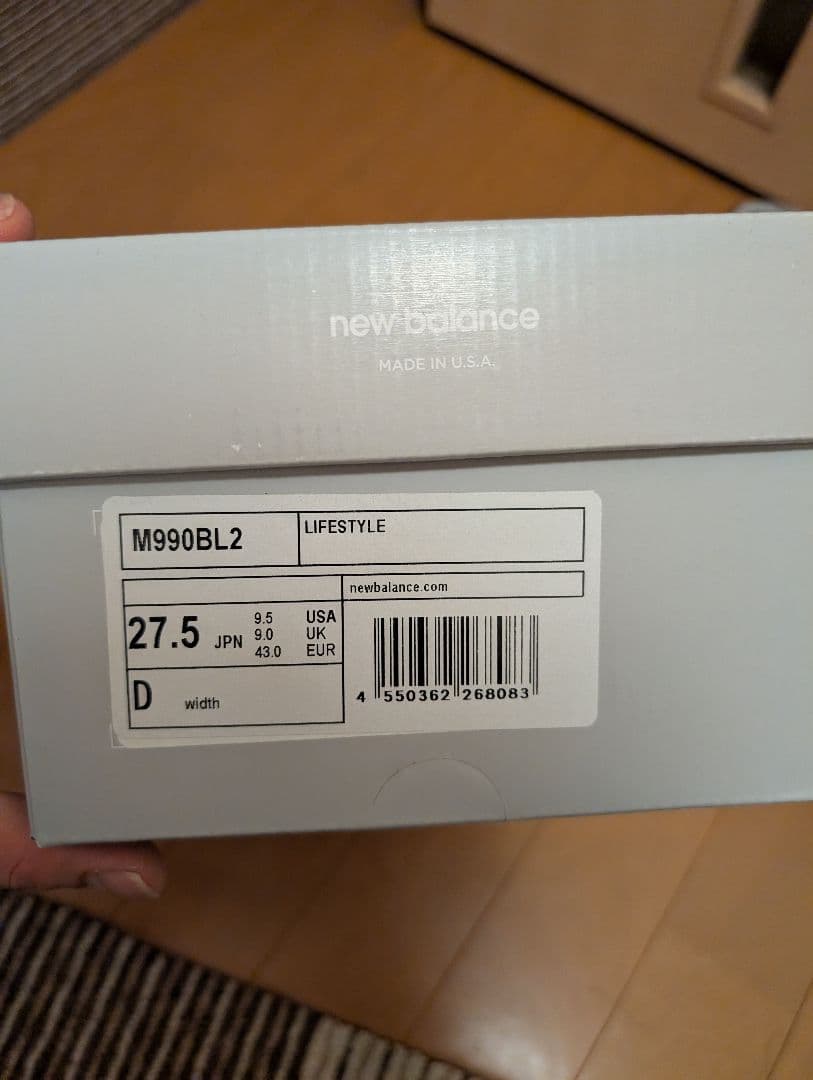 new balance
MADE IN U.S.A.
M990BL2
LIFESTYLE
newbalance.com
27.5 JPN
9.5 USA
9.0 UK
43.0 EUR
D width
4 550362 268083